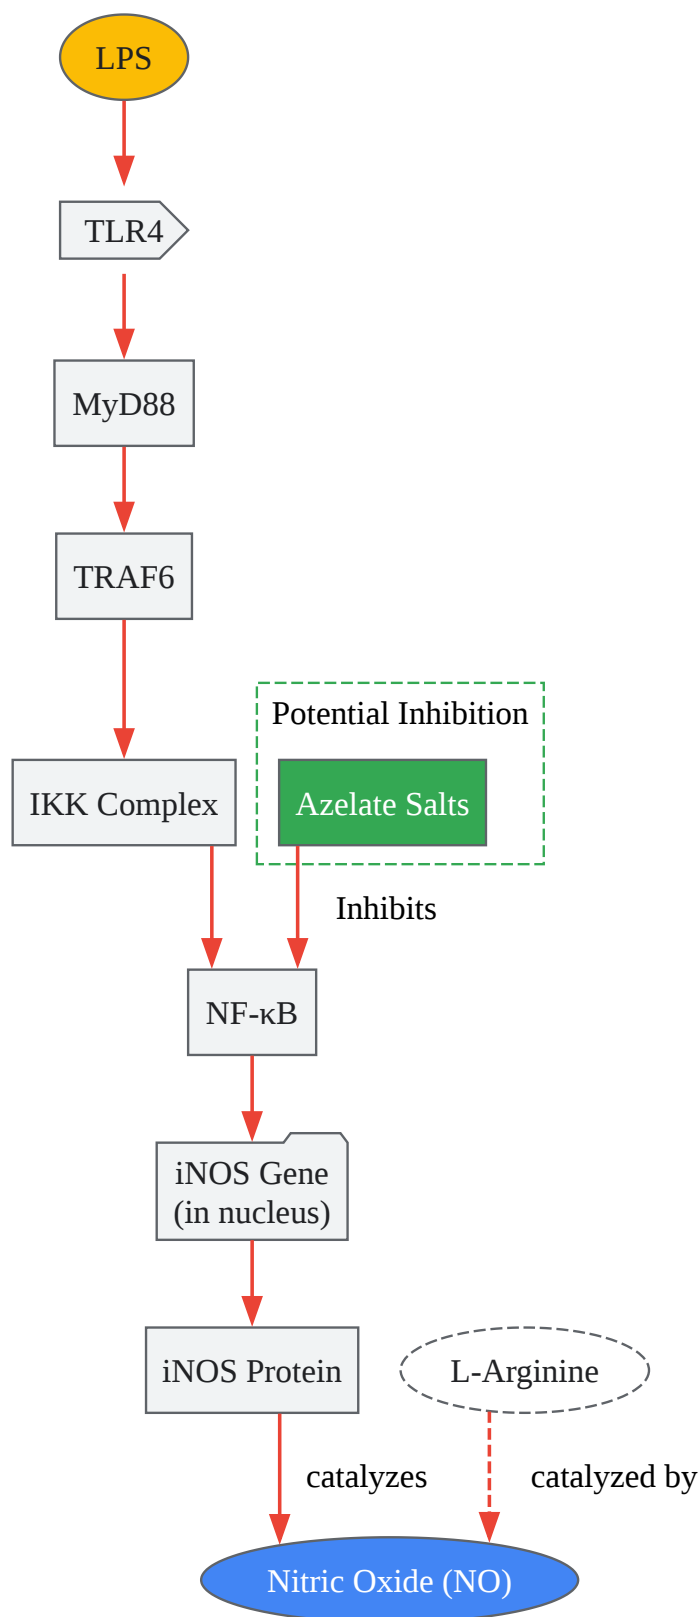 LPS
TLR4
MyD88
TRAF6
Potential Inhibition
IKK Complex
Azelate Salts
Inhibits
NF-κB
iNOS Gene
(in nucleus)
iNOS Protein
L-Arginine
catalyzes
catalyzed by
Nitric Oxide (NO)